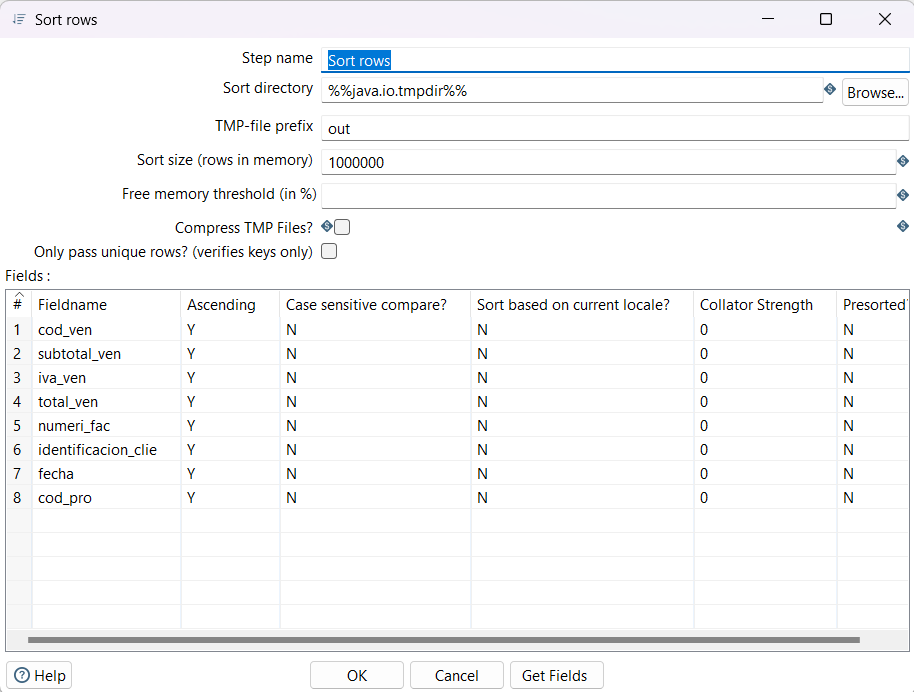 Sort rows
Step name Sort rows
Sort directory %%java.io.tmpdir%% Browse...
TMP-file prefix out
Sort size (rows in memory) 1000000
Free memory threshold (in %)
Compress TMP Files?
Only pass unique rows? (verifies keys only)
Fields :
# Fieldname Ascending Case sensitive compare? Sort based on current locale? Collator Strength Presorted
1 cod_ven Y N N 0 N
2 subtotal_ven Y N N 0 N
3 iva_ven Y N N 0 N
4 total_ven Y N N 0 N
5 numeri_fac Y N N 0 N
6 identificacion_clie Y N N 0 N
7 fecha Y N N 0 N
8 cod_pro Y N N 0 N
Help OK Cancel Get Fields